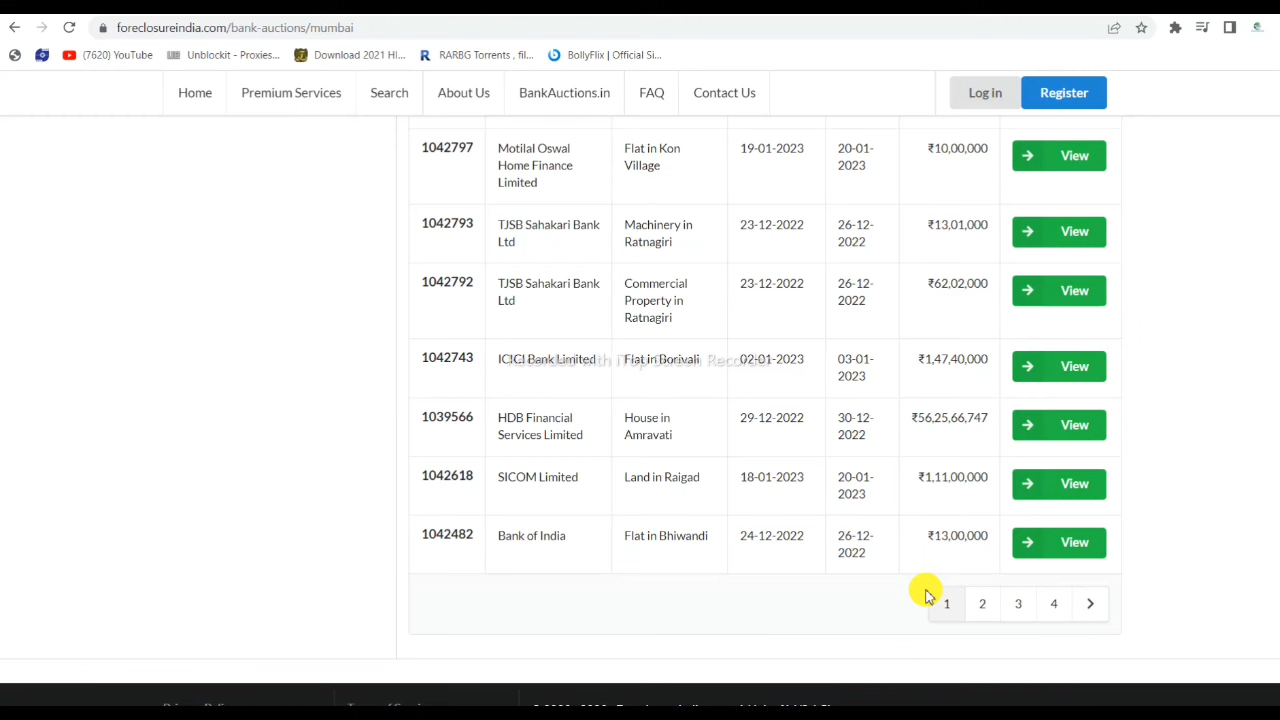 foreclosureindia.com/bank-auctions/mumbai
(7620) YouTube
Unblockit - Proxies...
Download 2021 HI...
RARBG Torrents , fil...
BollyFlix | Official Si...
Home
Premium Services
Search
About Us
BankAuctions.in
FAQ
Contact Us
Log in
Register
1042797
Motilal Oswal
Home Finance
Limited
Flat in Kon
Village
19-01-2023
20-01-
2023
₹10,00,000
View
1042793
TJSB Sahakari Bank
Ltd
Machinery in
Ratnagiri
23-12-2022
26-12-
2022
₹13,01,000
View
1042792
TJSB Sahakari Bank
Ltd
Commercial
Property in
Ratnagiri
23-12-2022
26-12-
2022
₹62,02,000
View
1042743
ICICI Bank Limited
Flat in Borivali
02-01-2023
03-01-
2023
₹1,47,40,000
View
Recorded with iTop Screen Recorder
1039566
HDB Financial
Services Limited
House in
Amravati
29-12-2022
30-12-
2022
₹56,25,66,747
View
1042618
SICOM Limited
Land in Raigad
18-01-2023
20-01-
2023
₹1,11,00,000
View
1042482
Bank of India
Flat in Bhiwandi
24-12-2022
26-12-
2022
₹13,00,000
View
1
2
3
4